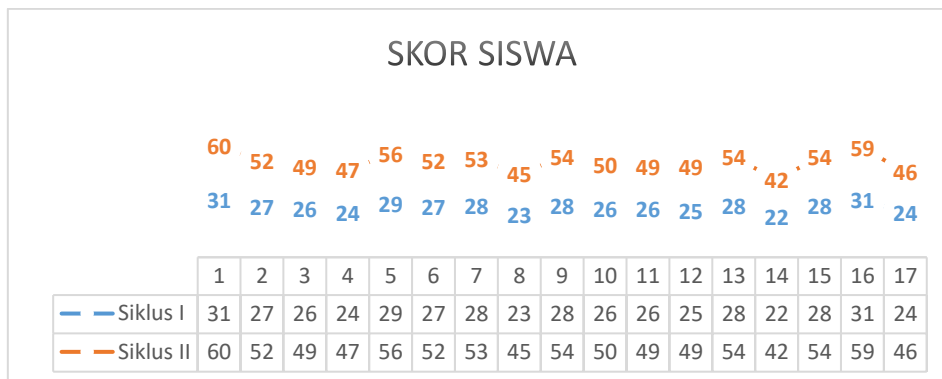 SKOR SISWA
60 52 49 47 56 52 53 45 54 50 49 49 54 42 54 59 46
31 27 26 24 29 27 28 23 28 26 26 25 28 22 28 31 24
1 2 3 4 5 6 7 8 9 10 11 12 13 14 15 16 17
Siklus I 31 27 26 24 29 27 28 23 28 26 26 25 28 22 28 31 24
Siklus II 60 52 49 47 56 52 53 45 54 50 49 49 54 42 54 59 46